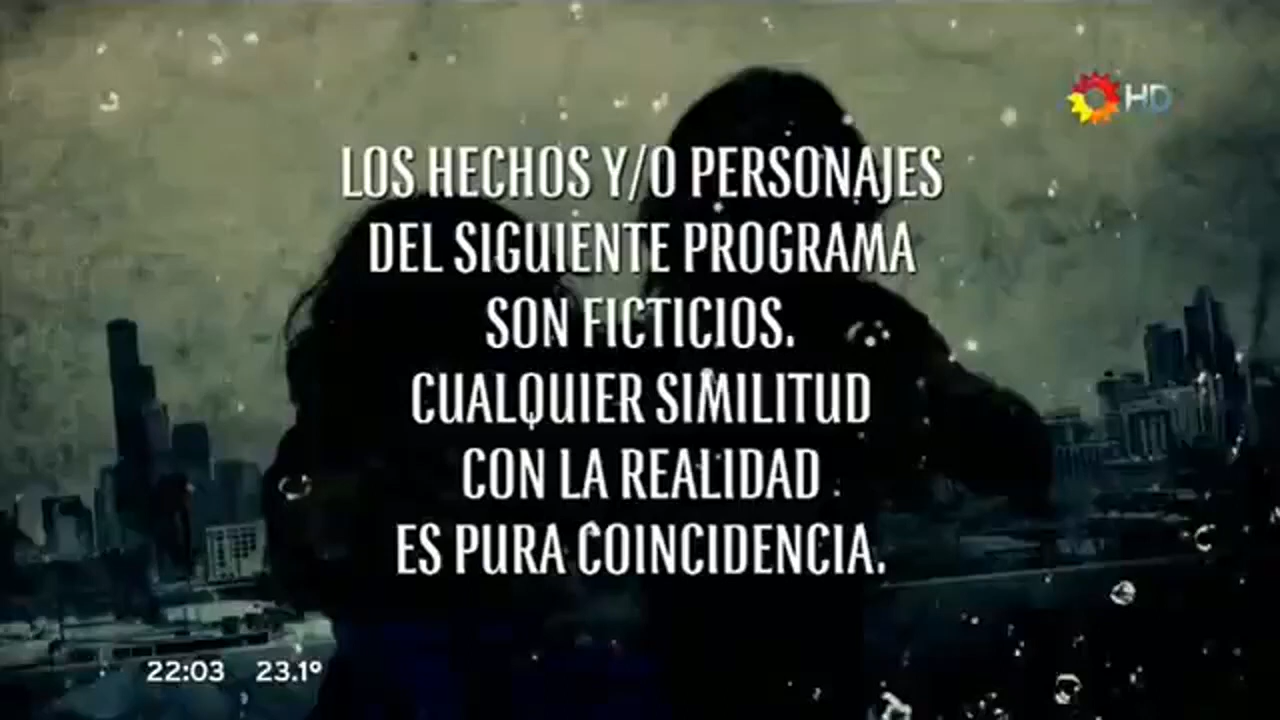 HD
LOS HECHOS Y/O PERSONAJES
DEL SIGUIENTE PROGRAMA
SON FICTICIOS.
CUALQUIER SIMILITUD
CON LA REALIDAD
ES PURA COINCIDENCIA.
22:03 23.1º